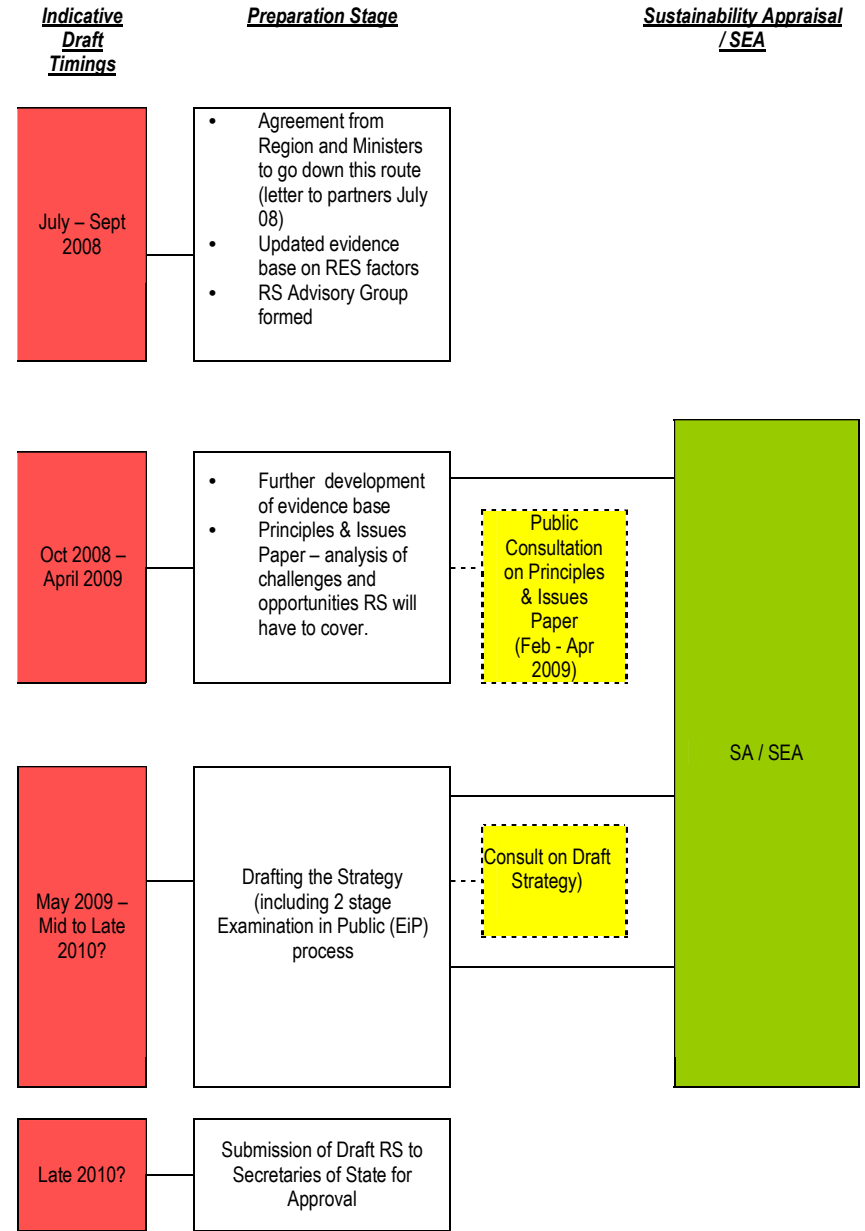 Indicative
Draft
Timings
Preparation Stage
Sustainability Appraisal
/ SEA
July – Sept
2008
• Agreement from
Region and Ministers
to go down this route
(letter to partners July
08)
• Updated evidence
base on RES factors
• RS Advisory Group
formed
Oct 2008 –
April 2009
• Further development
of evidence base
• Principles & Issues
Paper – analysis of
challenges and
opportunities RS will
have to cover.
Public
Consultation
on Principles
& Issues
Paper
(Feb - Apr
2009)
SA / SEA
May 2009 –
Mid to Late
2010?
Drafting the Strategy
(including 2 stage
Examination in Public (EiP)
process
Consult on Draft
Strategy)
Late 2010?
Submission of Draft RS to
Secretaries of State for
Approval